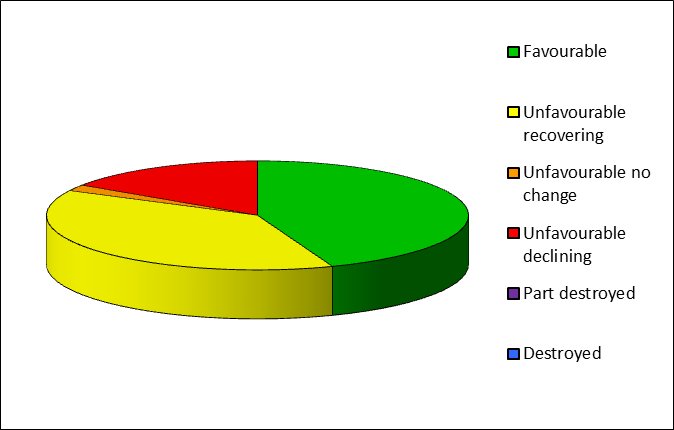 Favourable
Unfavourable
recovering
Unfavourable no
change
Unfavourable
declining
Part destroyed
Destroyed